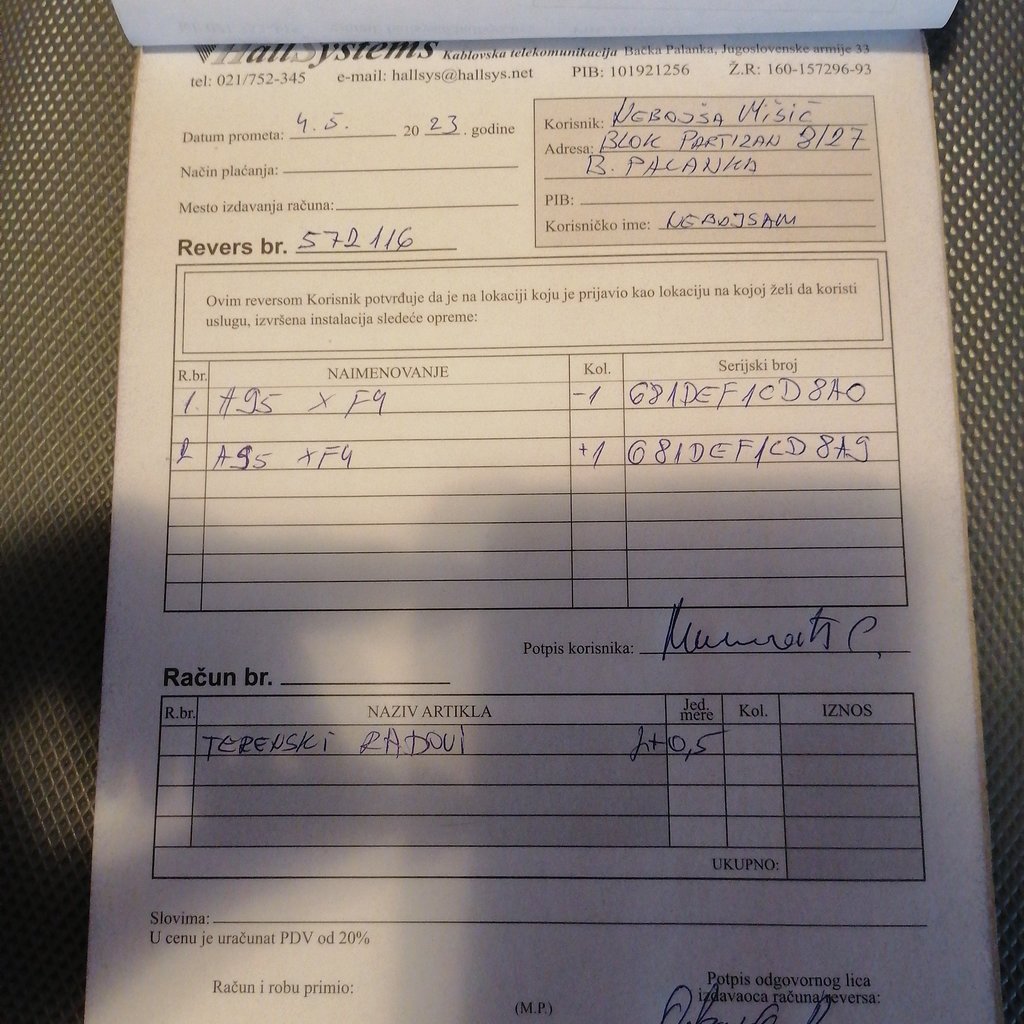 HallSystems Kablovska telekomunikacija Bačka Palanka, Jugoslovenske armije 33
tel: 021/752-345 e-mail: hallsys@hallsys.net PIB: 101921256 Ž.R: 160-157296-93
Datum prometa: 4.5. 2023. godine
Način plaćanja:
Mesto izdavanja računa:
Revers br. 572116
Korisnik: NEBOJŠA MIŠIĆ
Adresa: BLOK PARTIZAN 3/27
B. PALANKA
PIB:
Korisničko ime: NEBOJSAM
Ovim reversom Korisnik potvrđuje da je na lokaciji koju je prijavio kao lokaciju na kojoj želi da koristi
uslugu, izvršena instalacija sledeće opreme:
R.br. NAIMENOVANJE Kol. Serijski broj
1. A95 X F4 -1 681DEF1CD8A0
2 A95 XF4 +1 681DEF1CD8A9
Potpis korisnika:
Račun br.
R.br. NAZIV ARTIKLA Jed. mere Kol. IZNOS
TERENSKI RADOVI 0,5
UKUPNO:
Slovima:
U cenu je uračunat PDV od 20%
Račun i robu primio:
(M.P.)
Potpis odgovornog lica
izdavaoca računa/reversa: